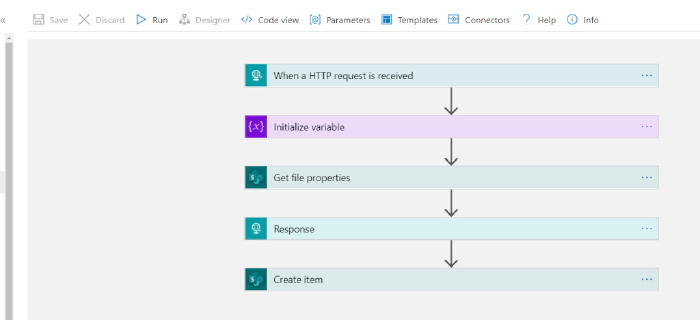 « Save Discard Run Designer Code view Parameters Templates Connectors Help Info
When a HTTP request is received
{x} Initialize variable
Get file properties
Response
Create item